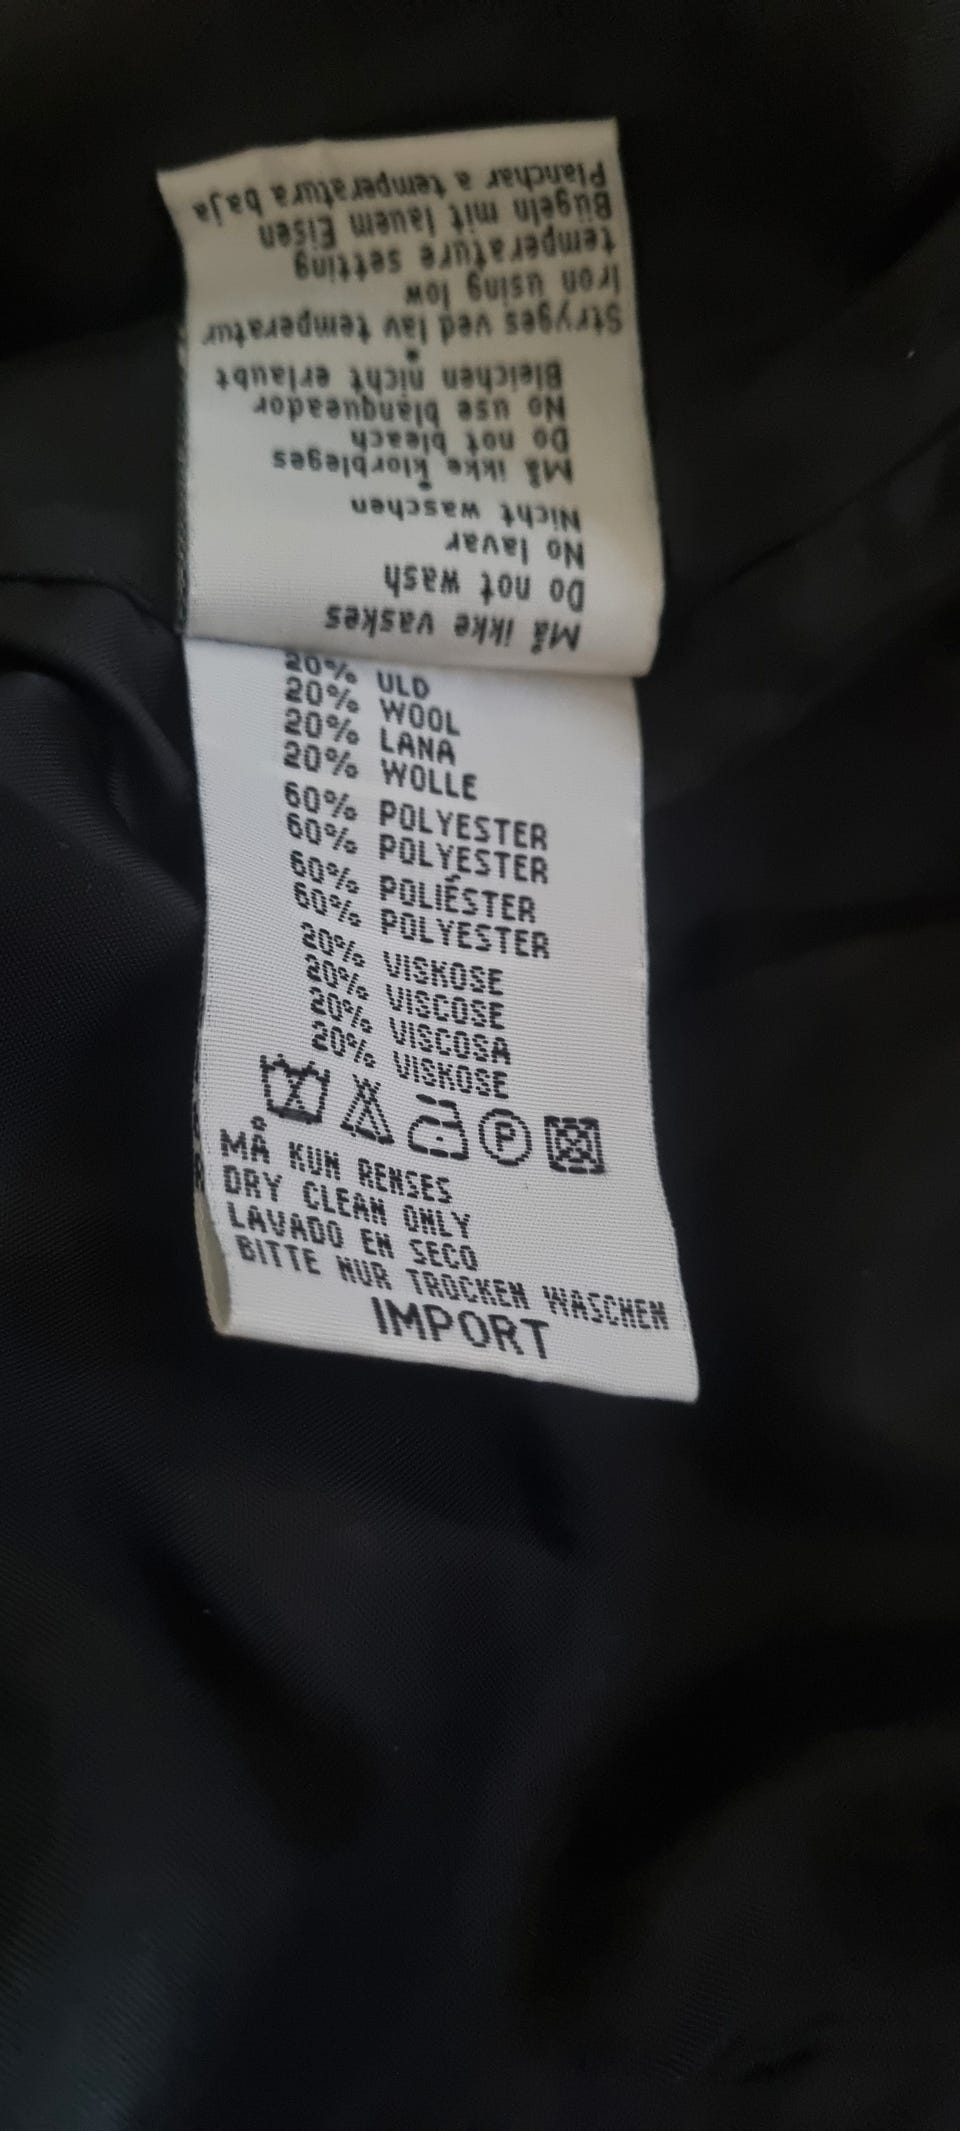 Planchar a temperatura baja
Bügeln mit lauem Eisen
temperature setting
Iron using low
Stryges ved lav temperatur
Bleichen nicht erlaubt
No use blanqueador
Do not bleach
Må ikke klorbleges
Nicht waschen
No lavar
Do not wash
Må ikke vaskes
20% ULD
20% WOOL
20% LANA
20% WOLLE
60% POLYESTER
60% POLYESTER
60% POLIÉSTER
60% POLYESTER
20% VISKOSE
20% VISCOSE
20% VISCOSA
20% VISKOSE
P
MÅ KUN RENSES
DRY CLEAN ONLY
LAVADO EN SECO
BITTE NUR TROCKEN WASCHEN
IMPORT